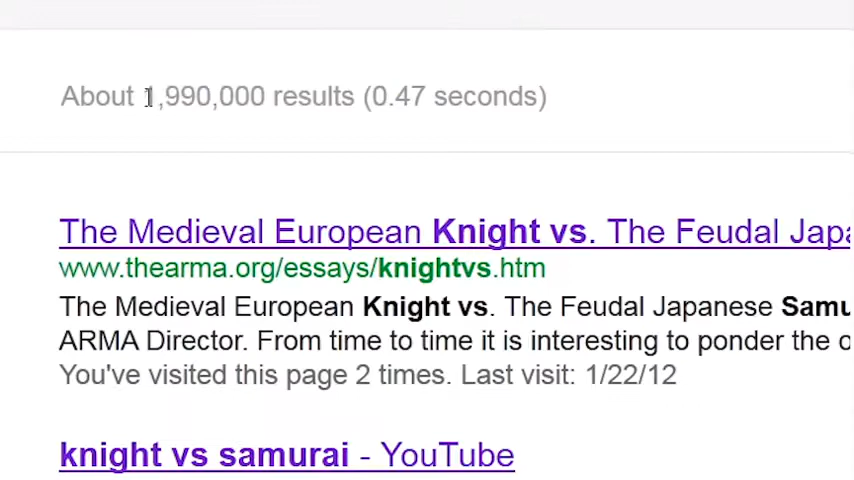 About 1,990,000 results (0.47 seconds)
The Medieval European Knight vs. The Feudal Japa
www.thearma.org/essays/knightvs.htm
The Medieval European Knight vs. The Feudal Japanese Samu
ARMA Director. From time to time it is interesting to ponder the o
You've visited this page 2 times. Last visit: 1/22/12
knight vs samurai - YouTube